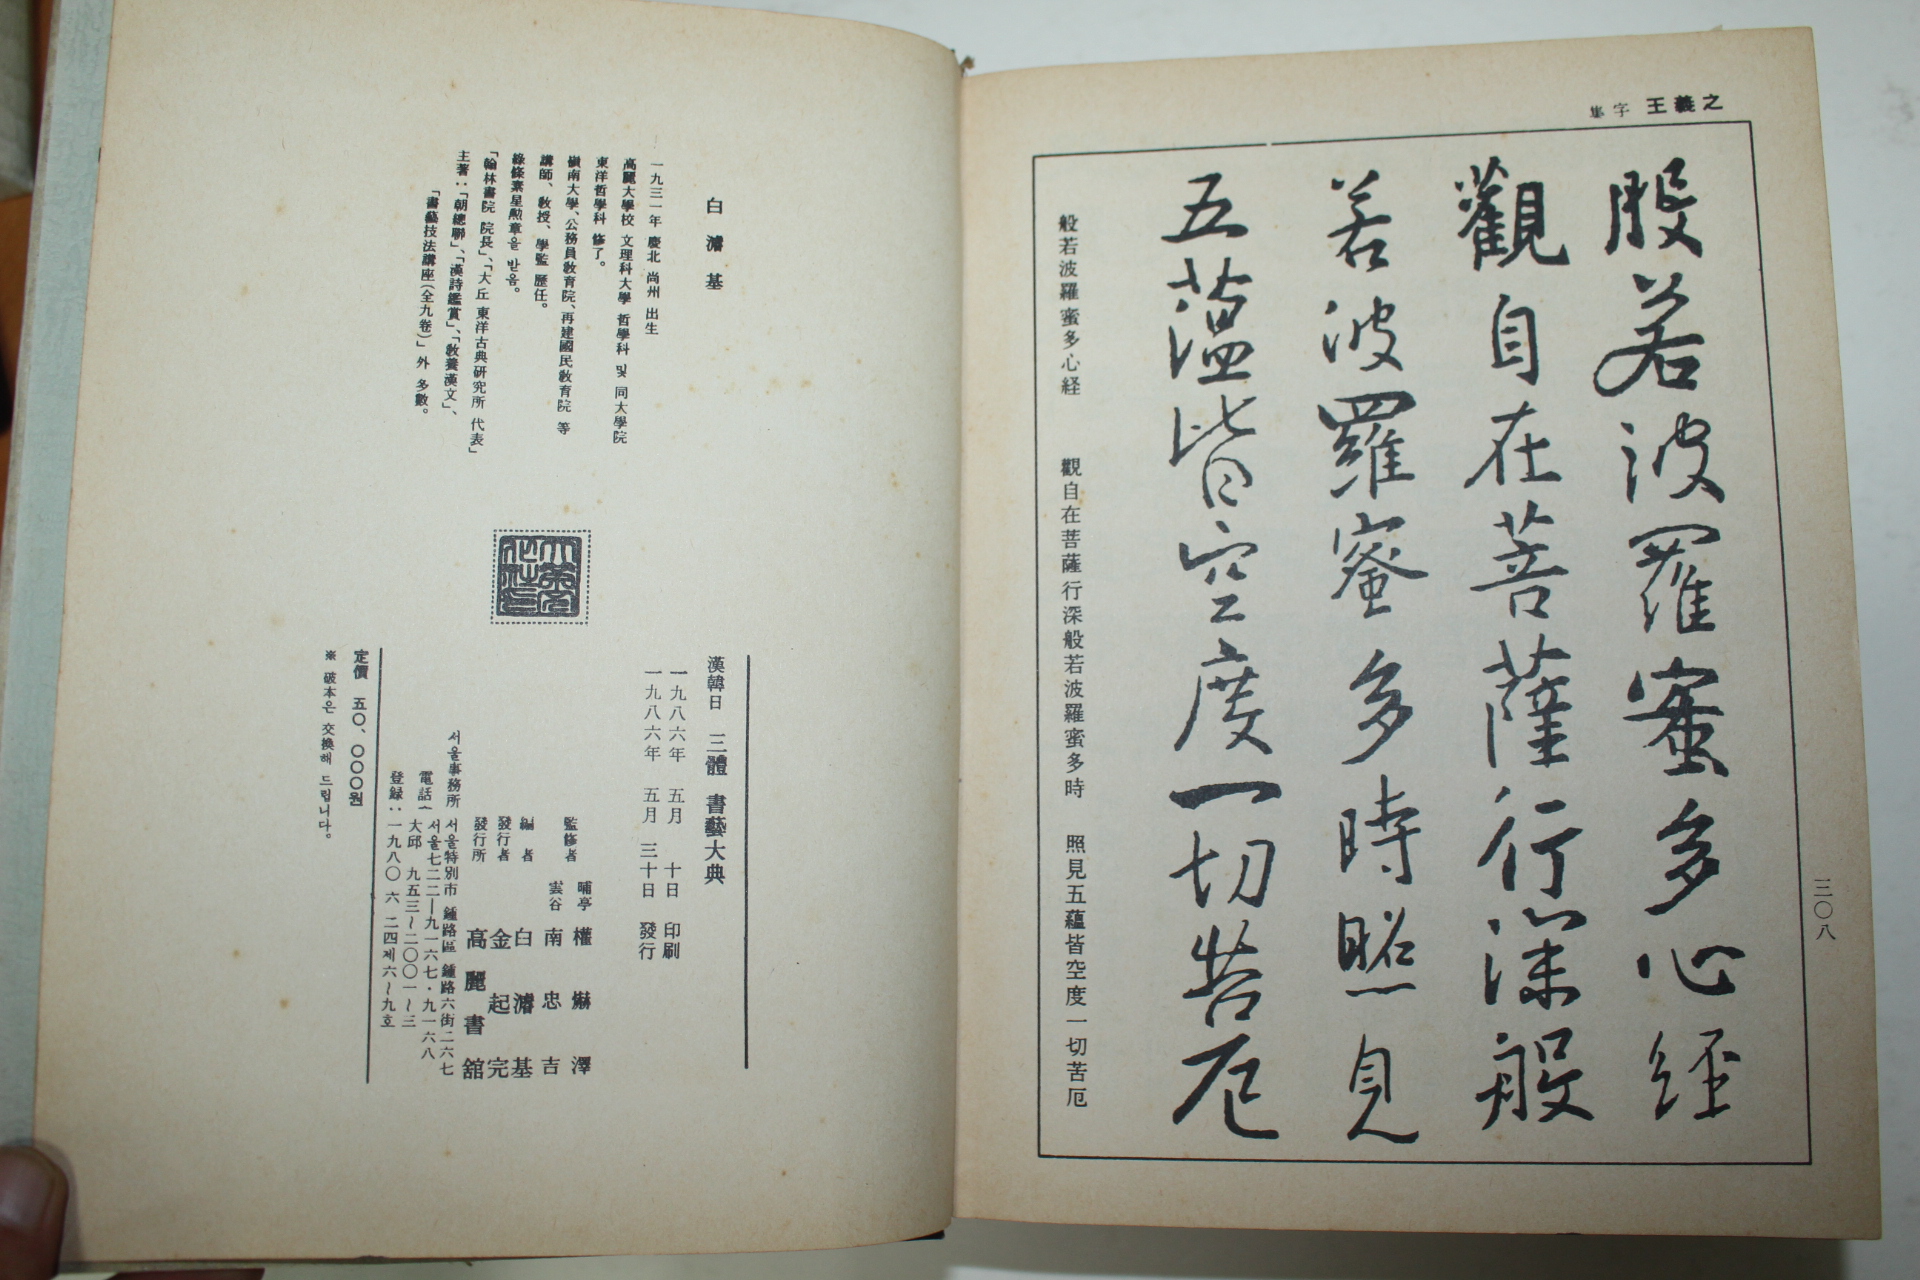 王羲之 字集
般若波羅蜜多心經
觀自在菩薩行深般
若波羅蜜多時照見
五蘊皆空度一切苦厄
般若波羅蜜多心経 觀自在菩薩行深般若波羅蜜多時 照見五蘊皆空度一切苦厄
三〇八
白濬基
一九三一年 慶北 尚州 出生
高麗大學校 文理科大學 哲學科 및 同大學院
東洋哲學科 修了。
嶺南大學、公務員敎育院、再建國民敎育院 等
講師、敎授、學監 歷任。
綠條素星勲章을 받음。
「翰林書院 院長」、「大丘 東洋古典研究所 代表」
主著：「朝總聯」、「漢詩鑑賞」、「敎養漢文」、
「書藝技法講座(全九卷)」 外 多數。
漢韓日 三體 書藝大典
一九八六年 五月 十日 印刷
一九八六年 五月 三十日 發行
監修者 晡亭 權 爀 澤
雲谷 南 忠 吉
編者 白 濬 基
發行者 金 起 完
發行所 高麗書舘
서울事務所 서울特別市 鍾路區 鍾路六街二六七
電話( 서울七二二―九一六七・九一六八
大邱 九五三~二〇〇一~三
登録：一九八〇 六 二四제六~九호
定價 五〇、〇〇〇원
※ 破本은 交換해 드립니다。